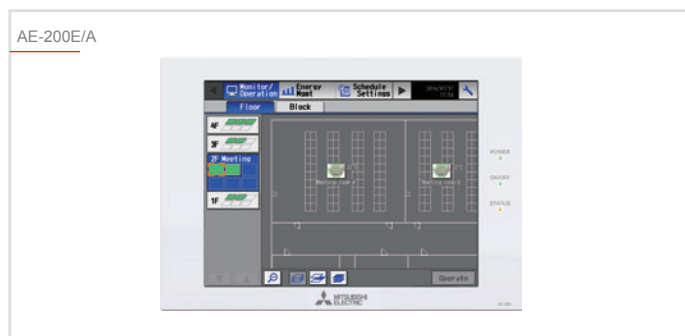 AE-200E/A
Monitor/ Operation
Energy Mgmt
Schedule Settings
Floor
Block
4F
3F
2F Meeting
1F
Meeting room A
Meeting room B
POWER
ON/OFF
STATUS
Operate
MITSUBISHI
ELECTRIC